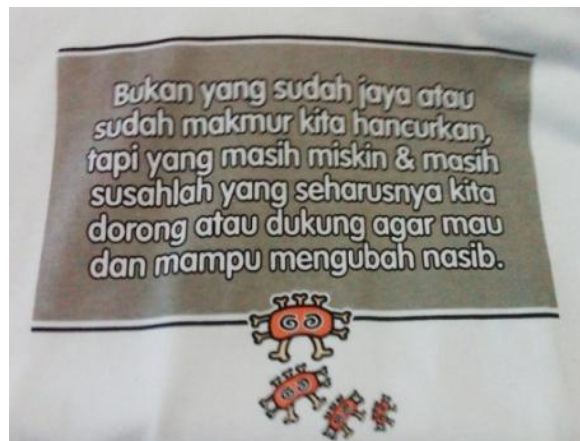 Bukan yang sudah jaya atau
sudah makmur kita hancurkan,
tapi yang masih miskin & masih
susahlah yang seharusnya kita
dorong atau dukung agar mau
dan mampu mengubah nasib.